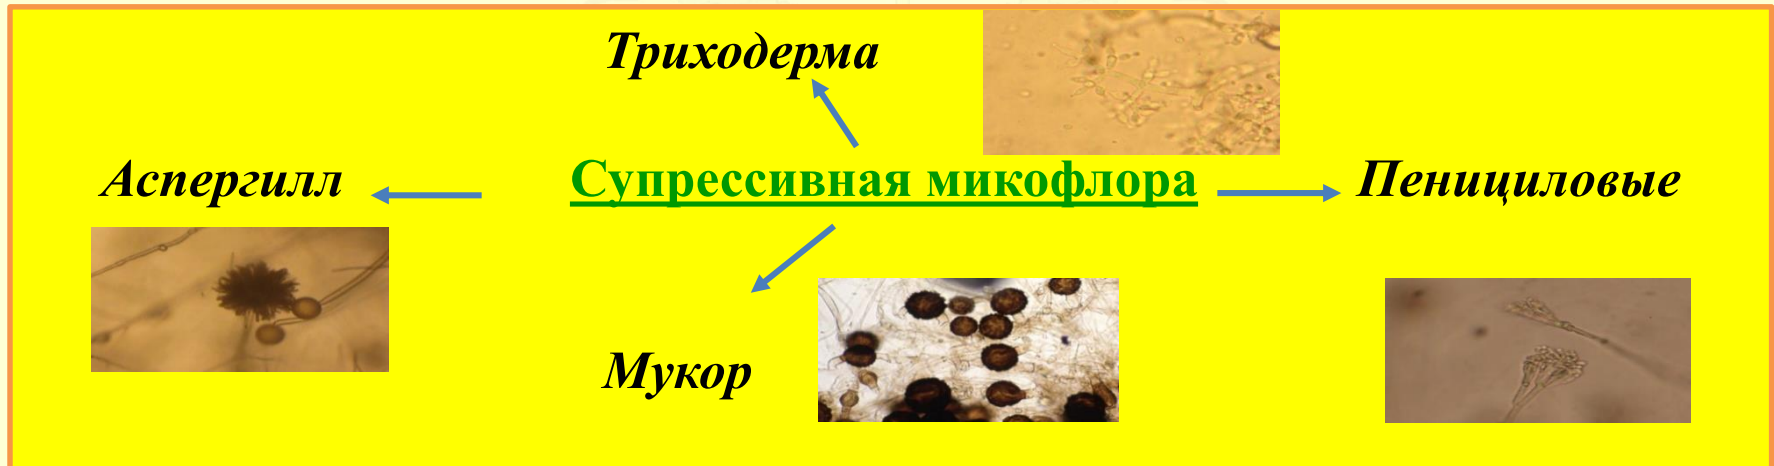 Триходерма
Аспергилл
Супрессивная микофлора
Пенициловые
Мукор